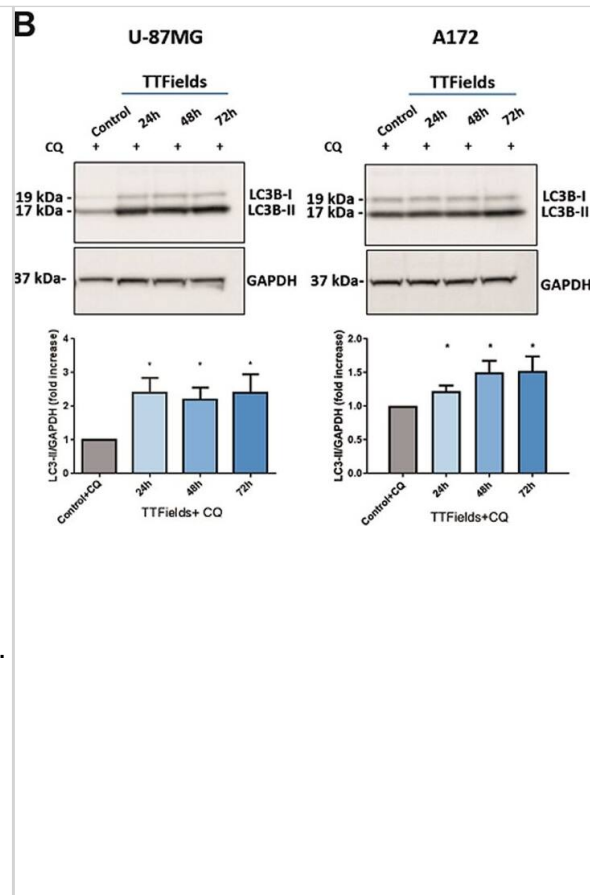 B
U-87MG
TTFields
Control
24h
48h
72h
CQ + + + +
19 kDa -
17 kDa -
LC3B-I
LC3B-II
37 kDa-
GAPDH
LC3-II/GAPDH (fold increase)
4
3
2
1
0
* * *
Control+CQ
24h
48h
72h
TTFields+ CQ
A172
TTFields
Control
24h
48h
72h
CQ + + + +
19 kDa -
17 kDa -
LC3B-I
LC3B-II
37 kDa-
GAPDH
LC3-II/GAPDH (fold increase)
2.0
1.5
1.0
0.5
0.0
* * *
Control+CQ
24h
48h
72h
TTFields+CQ
.